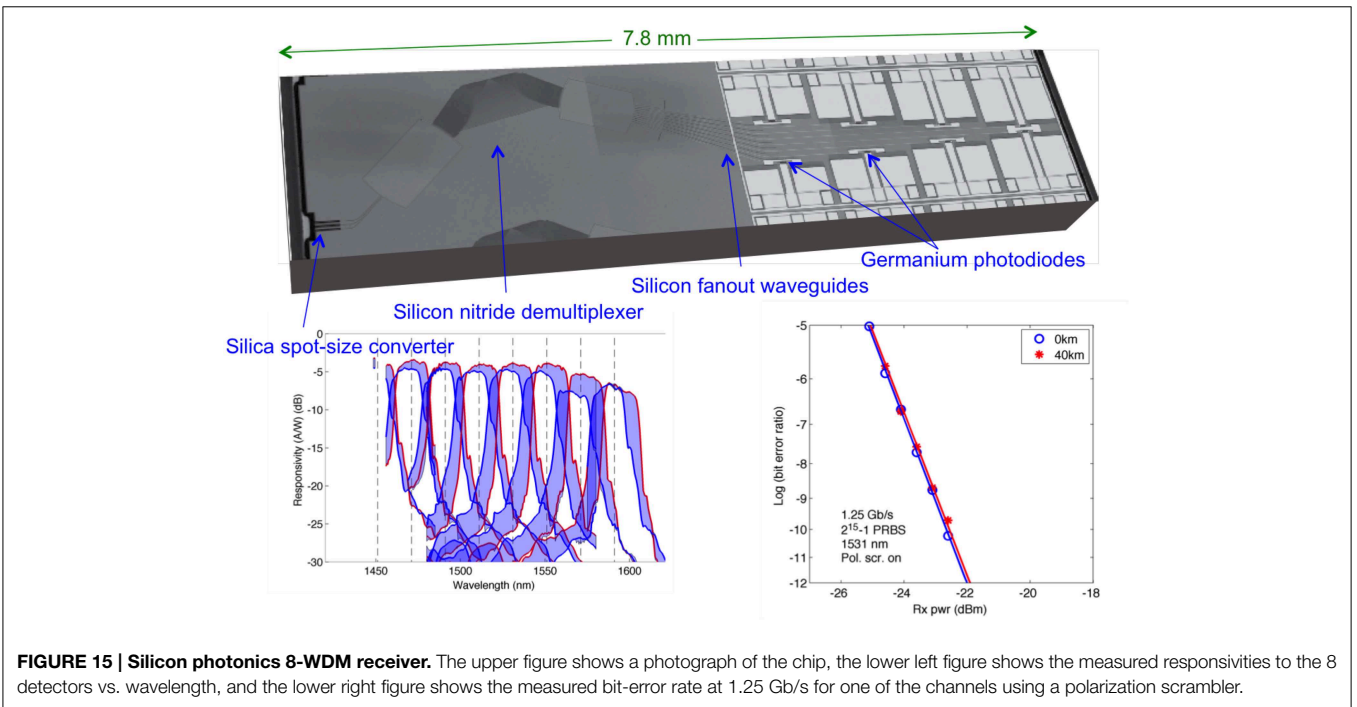 7.8 mm
Germanium photodiodes
Silicon fanout waveguides
Silicon nitride demultiplexer
Silica spot-size converter
0
-5
-10
-15
-20
-25
-30
Responsivity (A/W) (dB)
1450 1500 1550 1600
Wavelength (nm)
-5
-6
-7
-8
-9
-10
-11
-12
Log (bit error ratio)
0km
40km
1.25 Gb/s
2¹⁵-1 PRBS
1531 nm
Pol. scr. on
-26 -24 -22 -20 -18
Rx pwr (dBm)
FIGURE 15 | Silicon photonics 8-WDM receiver. The upper figure shows a photograph of the chip, the lower left figure shows the measured responsivities to the 8
detectors vs. wavelength, and the lower right figure shows the measured bit-error rate at 1.25 Gb/s for one of the channels using a polarization scrambler.